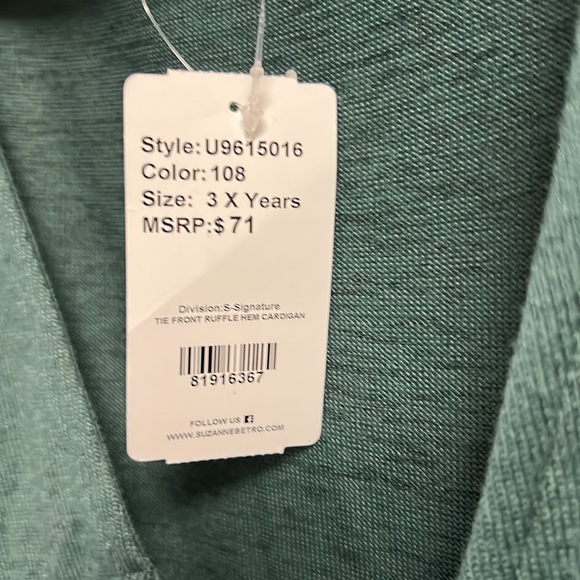 Style: U9615016
Color: 108
Size: 3 X Years
MSRP:$ 71
Division:S-Signature
TIE FRONT RUFFLE HEM CARDIGAN
81916367
FOLLOW US
WWW.SUZANNEBETRO.COM